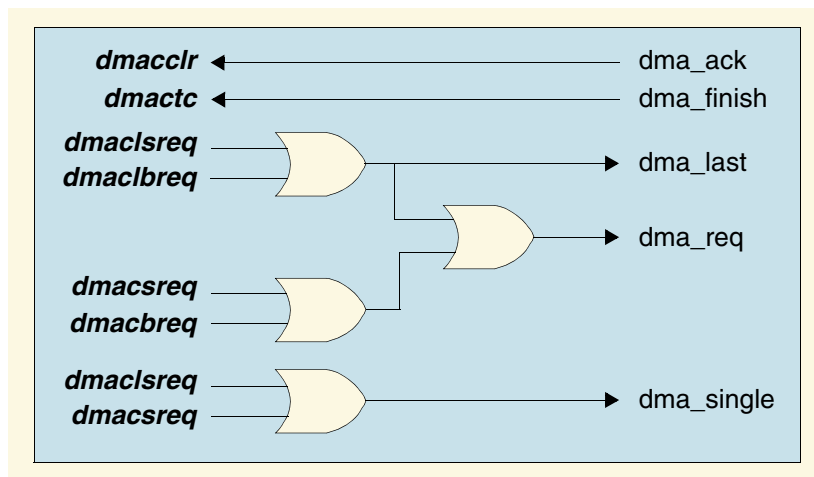 dmacclr dma_ack
dmactc dma_finish
dmaclsreq
dmaclbreq
dma_last
dma_req
dmacsreq
dmacbreq
dmaclsreq
dmacsreq
dma_single